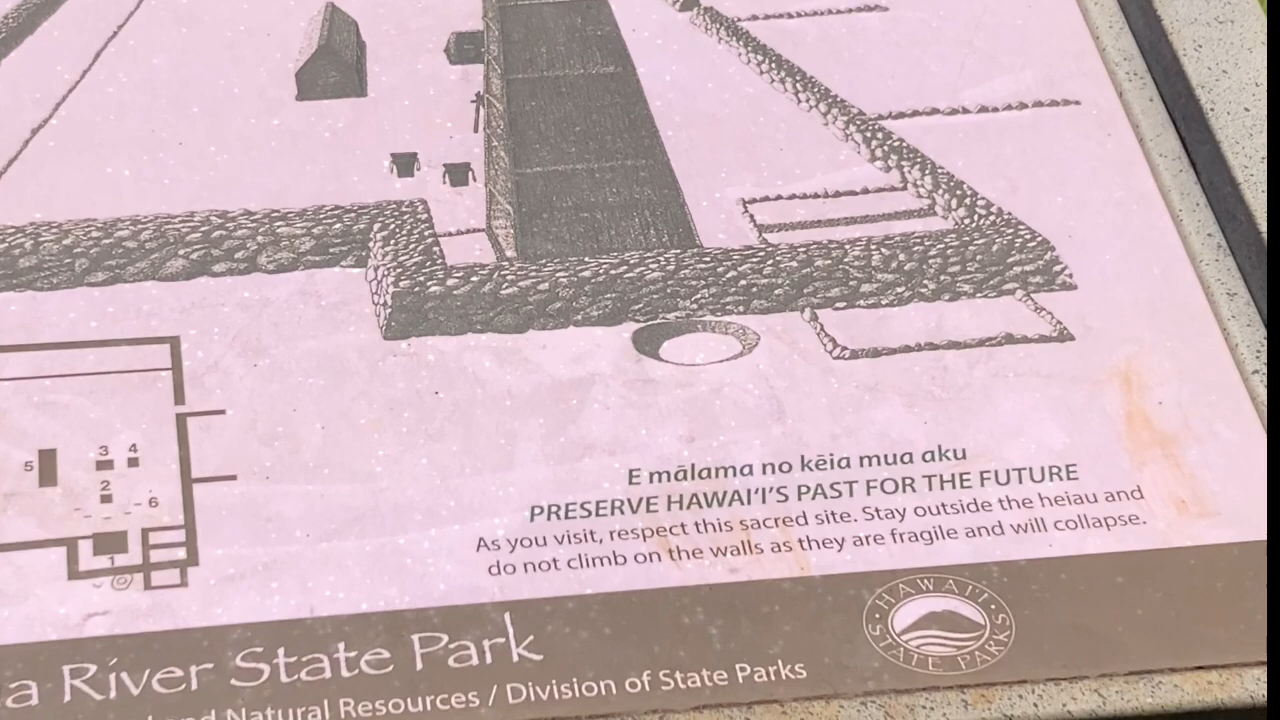 5 3 4
2
6
1
E mālama no kēia mua aku
PRESERVE HAWAI'I'S PAST FOR THE FUTURE
As you visit, respect this sacred site. Stay outside the heiau and
do not climb on the walls as they are fragile and will collapse.
a River State Park
Natural Resources / Division of State Parks
HAWAI'I
STATE PARKS